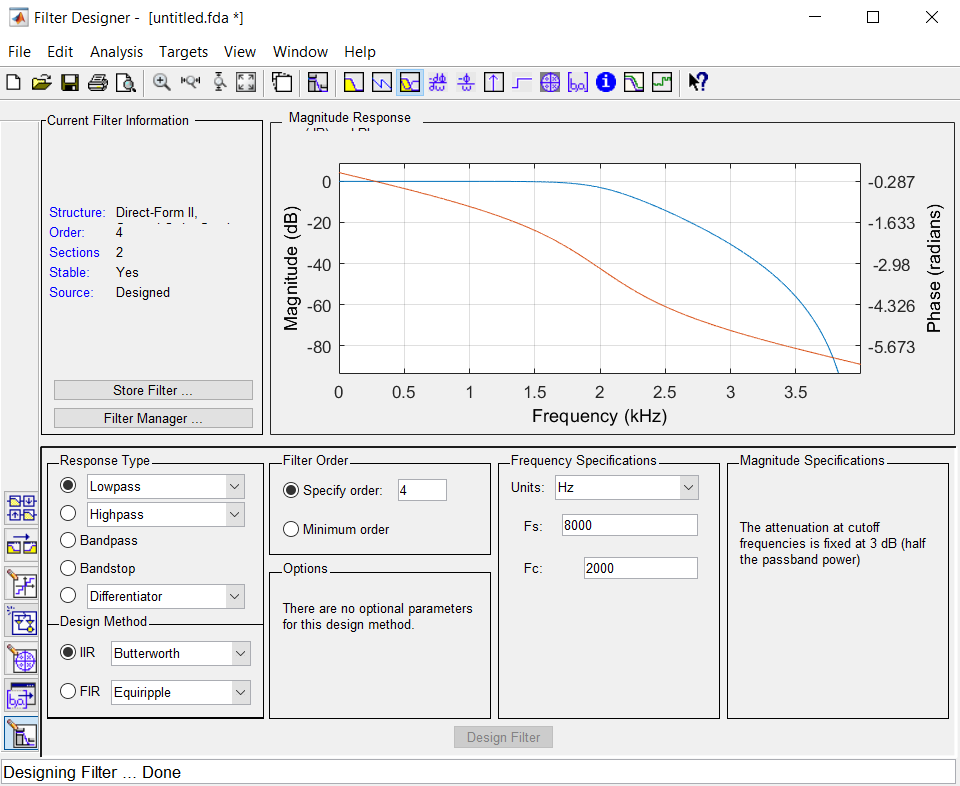 Filter Designer - [untitled.fda *]
File Edit Analysis Targets View Window Help
Current Filter Information
Structure: Direct-Form II,
Order: 4
Sections 2
Stable: Yes
Source: Designed
Store Filter ...
Filter Manager ...
Magnitude Response
0
-20
-40
-60
-80
Magnitude (dB)
-0.287
-1.633
-2.98
-4.326
-5.673
Phase (radians)
0 0.5 1 1.5 2 2.5 3 3.5
Frequency (kHz)
Response Type
Lowpass
Highpass
Bandpass
Bandstop
Differentiator
Design Method
IIR Butterworth
FIR Equiripple
Filter Order
Specify order: 4
Minimum order
Options
There are no optional parameters
for this design method.
Frequency Specifications
Units: Hz
Fs: 8000
Fc: 2000
Magnitude Specifications
The attenuation at cutoff
frequencies is fixed at 3 dB (half
the passband power)
Design Filter
Designing Filter ... Done